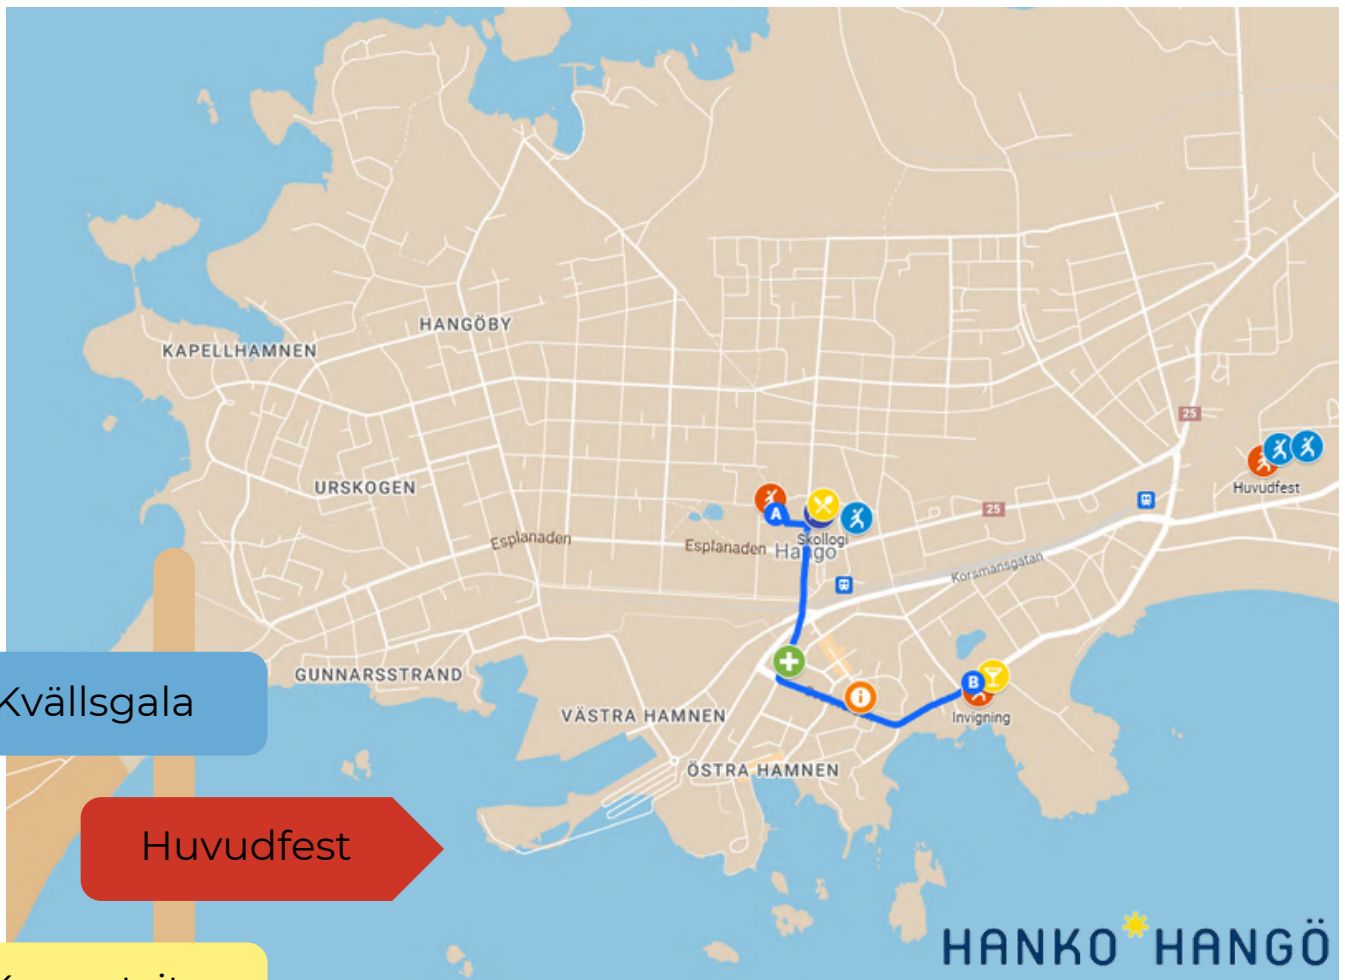 HANGÖBY
KAPELLHAMNEN
25
URSKOGEN
Huvudfest
A
25
Skollogi
Esplanaden
Esplanaden
Hangö
Korsmansgatan
GUNNARSSTRAND
B
Kvällsgala
i
VÄSTRA HAMNEN
Invigning
ÖSTRA HAMNEN
Huvudfest
HANKO HANGÖ